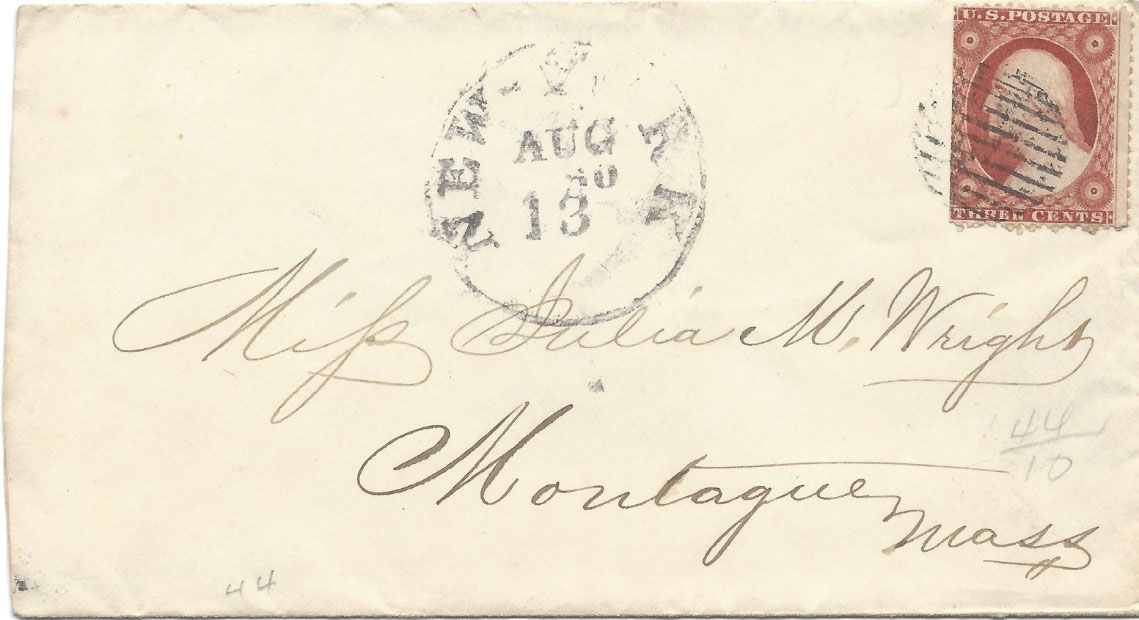 U.S.POSTAGE
THREE CENTS
NEW-YORK
AUG
13
Miss Julia M. Wright
Montague
Mass
44
10
44